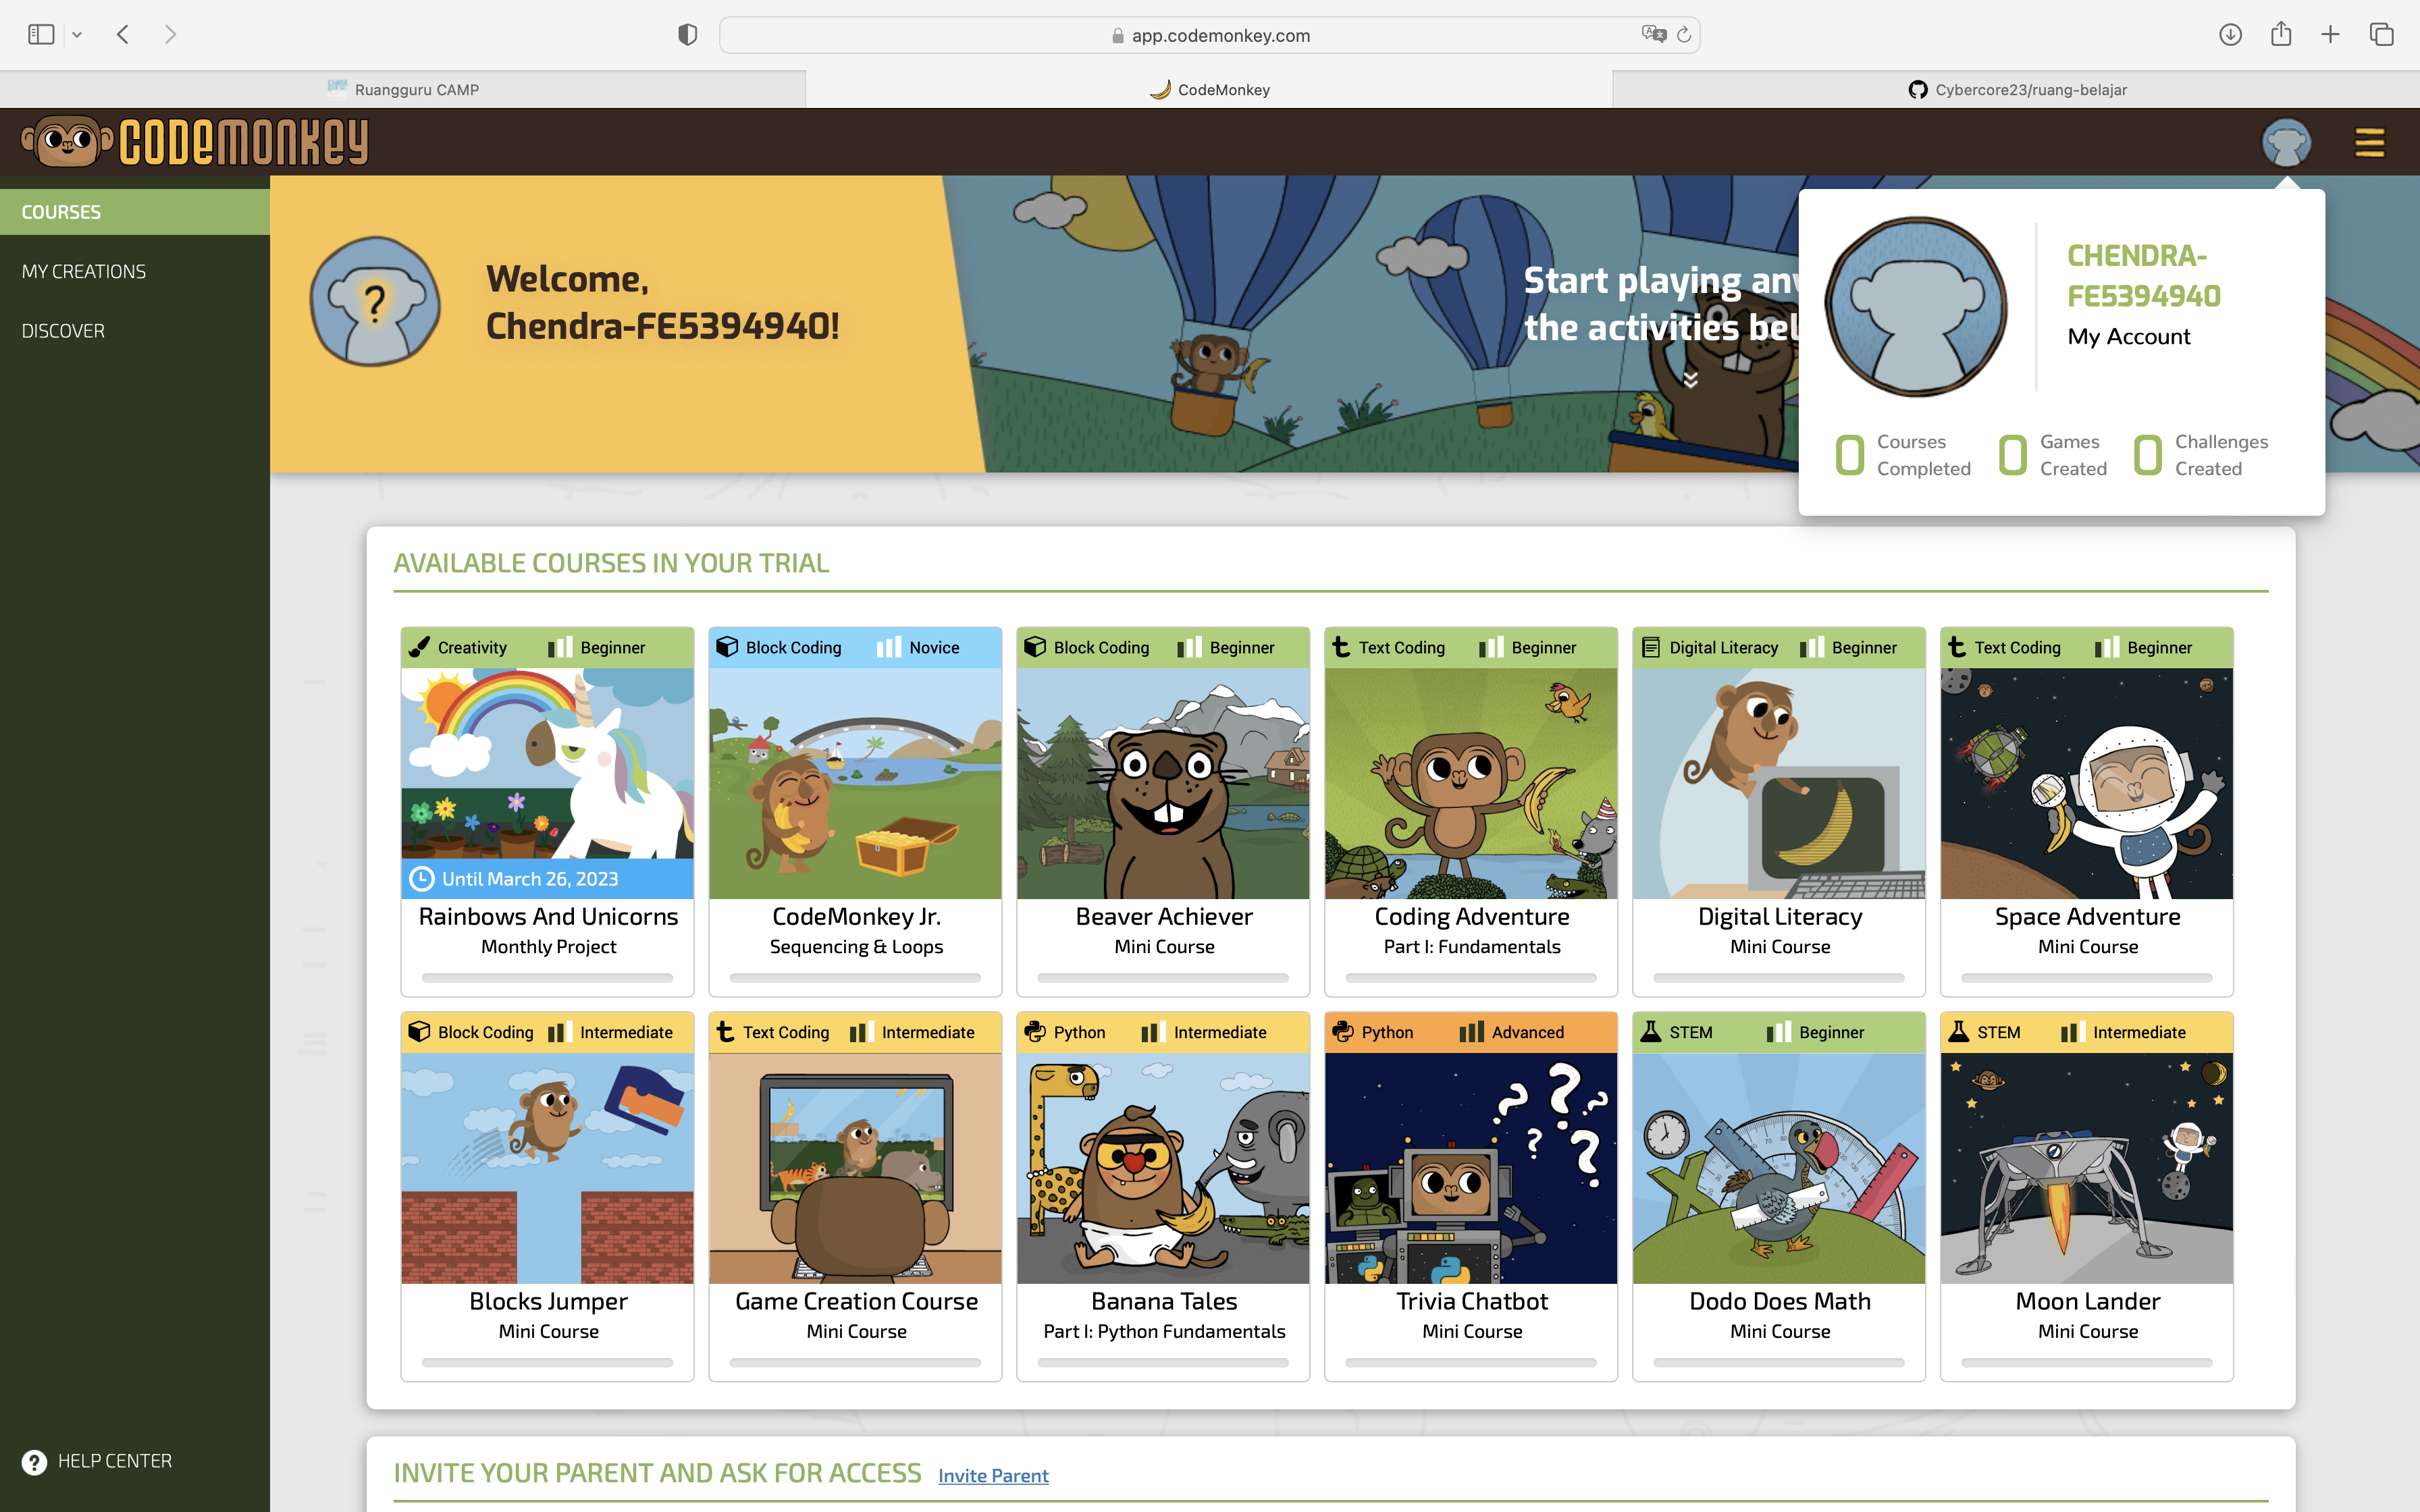 app.codemonkey.com
Ruangguru CAMP
CodeMonkey
Cybercore23/ruang-belajar
CODEMONKEY
COURSES
MY CREATIONS
DISCOVER
HELP CENTER
?
Welcome,
Chendra-FE5394940!
Start playing any
the activities bel
CHENDRA-
FE5394940
My Account
0 Courses Completed
0 Games Created
0 Challenges Created
AVAILABLE COURSES IN YOUR TRIAL
Creativity Beginner
Until March 26, 2023
Rainbows And Unicorns
Monthly Project
Block Coding Novice
CodeMonkey Jr.
Sequencing & Loops
Block Coding Beginner
Beaver Achiever
Mini Course
Text Coding Beginner
Coding Adventure
Part I: Fundamentals
Digital Literacy Beginner
Digital Literacy
Mini Course
Text Coding Beginner
Space Adventure
Mini Course
Block Coding Intermediate
Blocks Jumper
Mini Course
Text Coding Intermediate
Game Creation Course
Mini Course
Python Intermediate
Banana Tales
Part I: Python Fundamentals
Python Advanced
Trivia Chatbot
Mini Course
STEM Beginner
Dodo Does Math
Mini Course
STEM Intermediate
Moon Lander
Mini Course
INVITE YOUR PARENT AND ASK FOR ACCESS Invite Parent